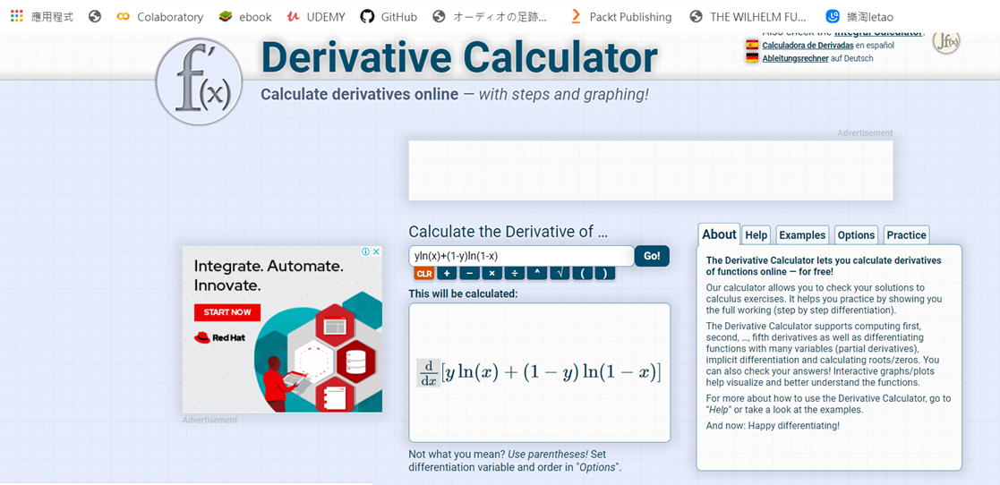 應用程式 Colaboratory ebook UDEMY GitHub オーディオの足跡... Packt Publishing THE WILHELM FU... 樂淘letao
Also check the Integral Calculator!
Calculadora de Derivadas en español
Ableitungsrechner auf Deutsch
f′(x)
∫f(x)
Derivative Calculator
Calculate derivatives online — with steps and graphing!
Advertisement
Integrate. Automate.
Innovate.
START NOW
Red Hat
Advertisement
Calculate the Derivative of ...
yln(x)+(1-y)ln(1-x) Go!
CLR + − × ÷ ^ √ ( )
This will be calculated:
d/dx [y ln(x) + (1 − y) ln(1 − x)]
Not what you mean? Use parentheses! Set
differentiation variable and order in "Options".
About Help Examples Options Practice
The Derivative Calculator lets you calculate derivatives
of functions online — for free!
Our calculator allows you to check your solutions to
calculus exercises. It helps you practice by showing you
the full working (step by step differentiation).
The Derivative Calculator supports computing first,
second, ..., fifth derivatives as well as differentiating
functions with many variables (partial derivatives),
implicit differentiation and calculating roots/zeros. You
can also check your answers! Interactive graphs/plots
help visualize and better understand the functions.
For more about how to use the Derivative Calculator, go to
"Help" or take a look at the examples.
And now: Happy differentiating!